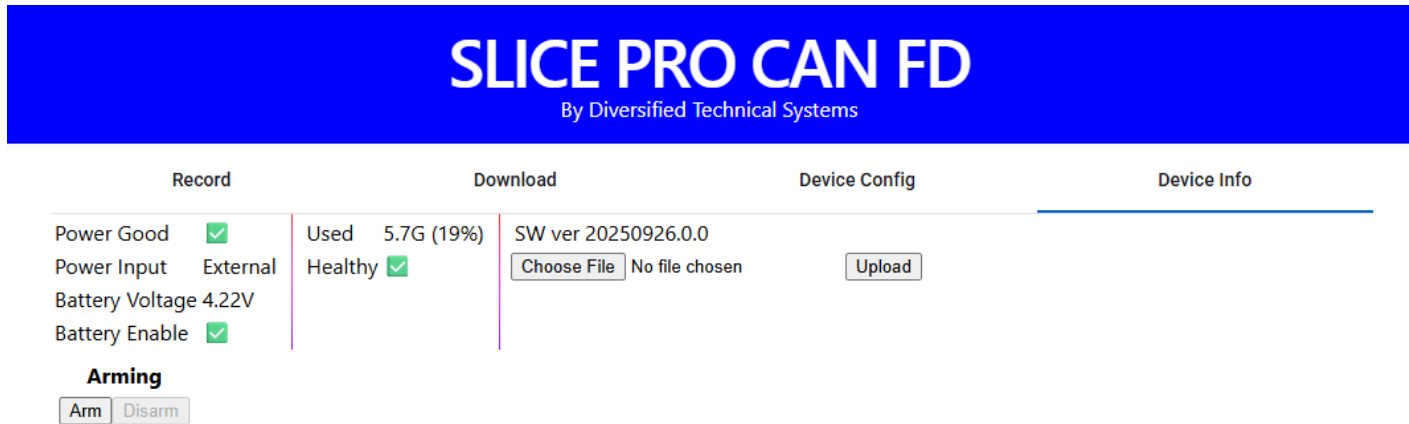 SLICE PRO CAN FD
By Diversified Technical Systems
Record Download Device Config Device Info
Power Good ✅ Used 5.7G (19%) SW ver 20250926.0.0
Power Input External Healthy ✅ Choose File No file chosen Upload
Battery Voltage 4.22V
Battery Enable ✅
Arming
Arm Disarm